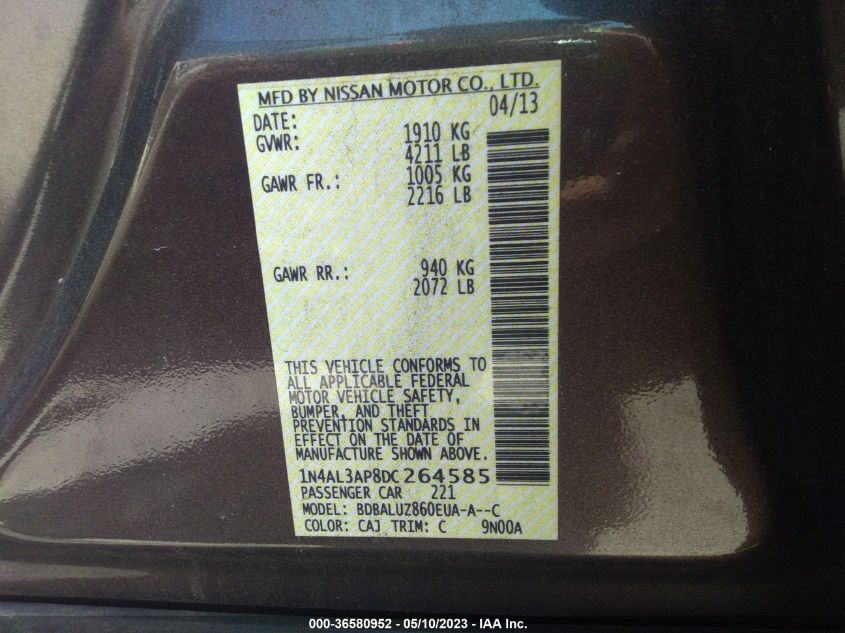 MFD BY NISSAN MOTOR CO., LTD.
DATE: 04/13
GVWR: 1910 KG
4211 LB
GAWR FR.: 1005 KG
2216 LB
GAWR RR.: 940 KG
2072 LB
THIS VEHICLE CONFORMS TO
ALL APPLICABLE FEDERAL
MOTOR VEHICLE SAFETY,
BUMPER, AND THEFT
PREVENTION STANDARDS IN
EFFECT ON THE DATE OF
MANUFACTURE SHOWN ABOVE.
1N4AL3AP8DC264585
PASSENGER CAR 221
MODEL: BDBALUZ860EUA-A--C
COLOR: CAJ TRIM: C 9N00A
000-36580952 - 05/10/2023 - IAA Inc.